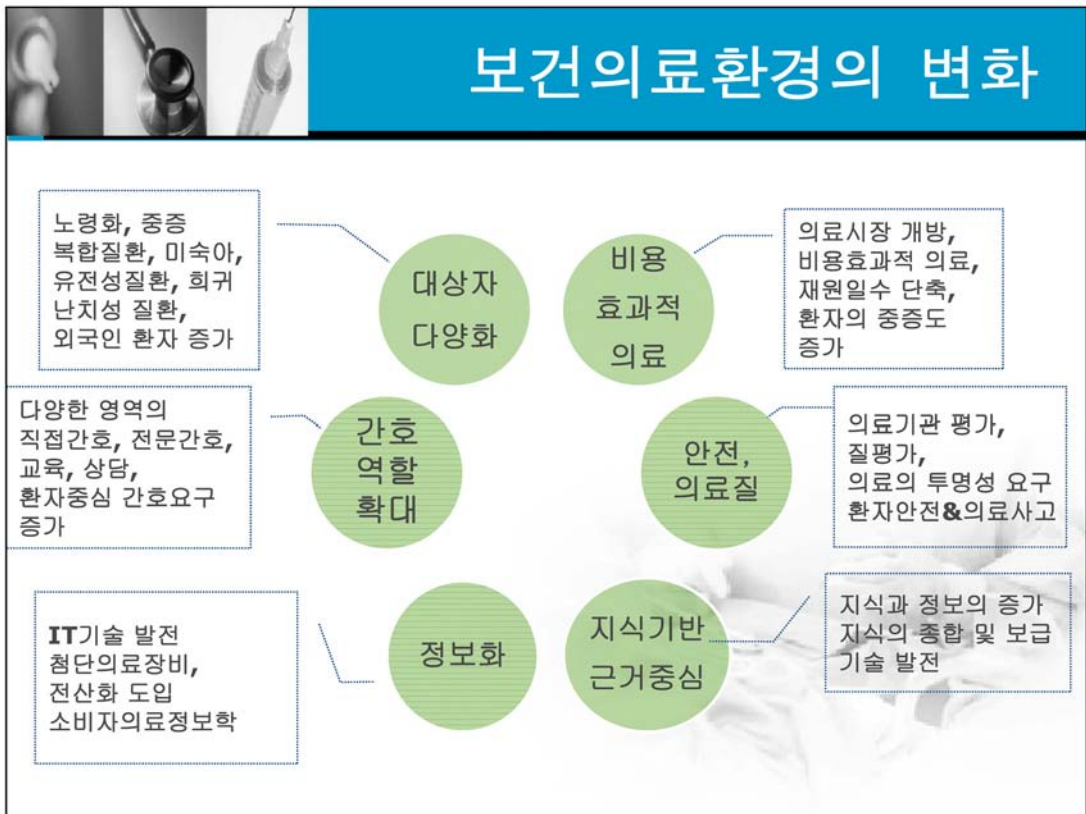 보건의료환경의 변화
노령화, 중증
복합질환, 미숙아,
유전성질환, 희귀
난치성 질환,
외국인 환자 증가
대상자
다양화
비용
효과적
의료
의료시장 개방,
비용효과적 의료,
재원일수 단축,
환자의 중증도
증가
다양한 영역의
직접간호, 전문간호,
교육, 상담,
환자중심 간호요구
증가
간호
역할
확대
안전,
의료질
의료기관 평가,
질평가,
의료의 투명성 요구
환자안전&의료사고
IT기술 발전
첨단의료장비,
전산화 도입
소비자의료정보학
정보화
지식기반
근거중심
지식과 정보의 증가
지식의 종합 및 보급
기술 발전